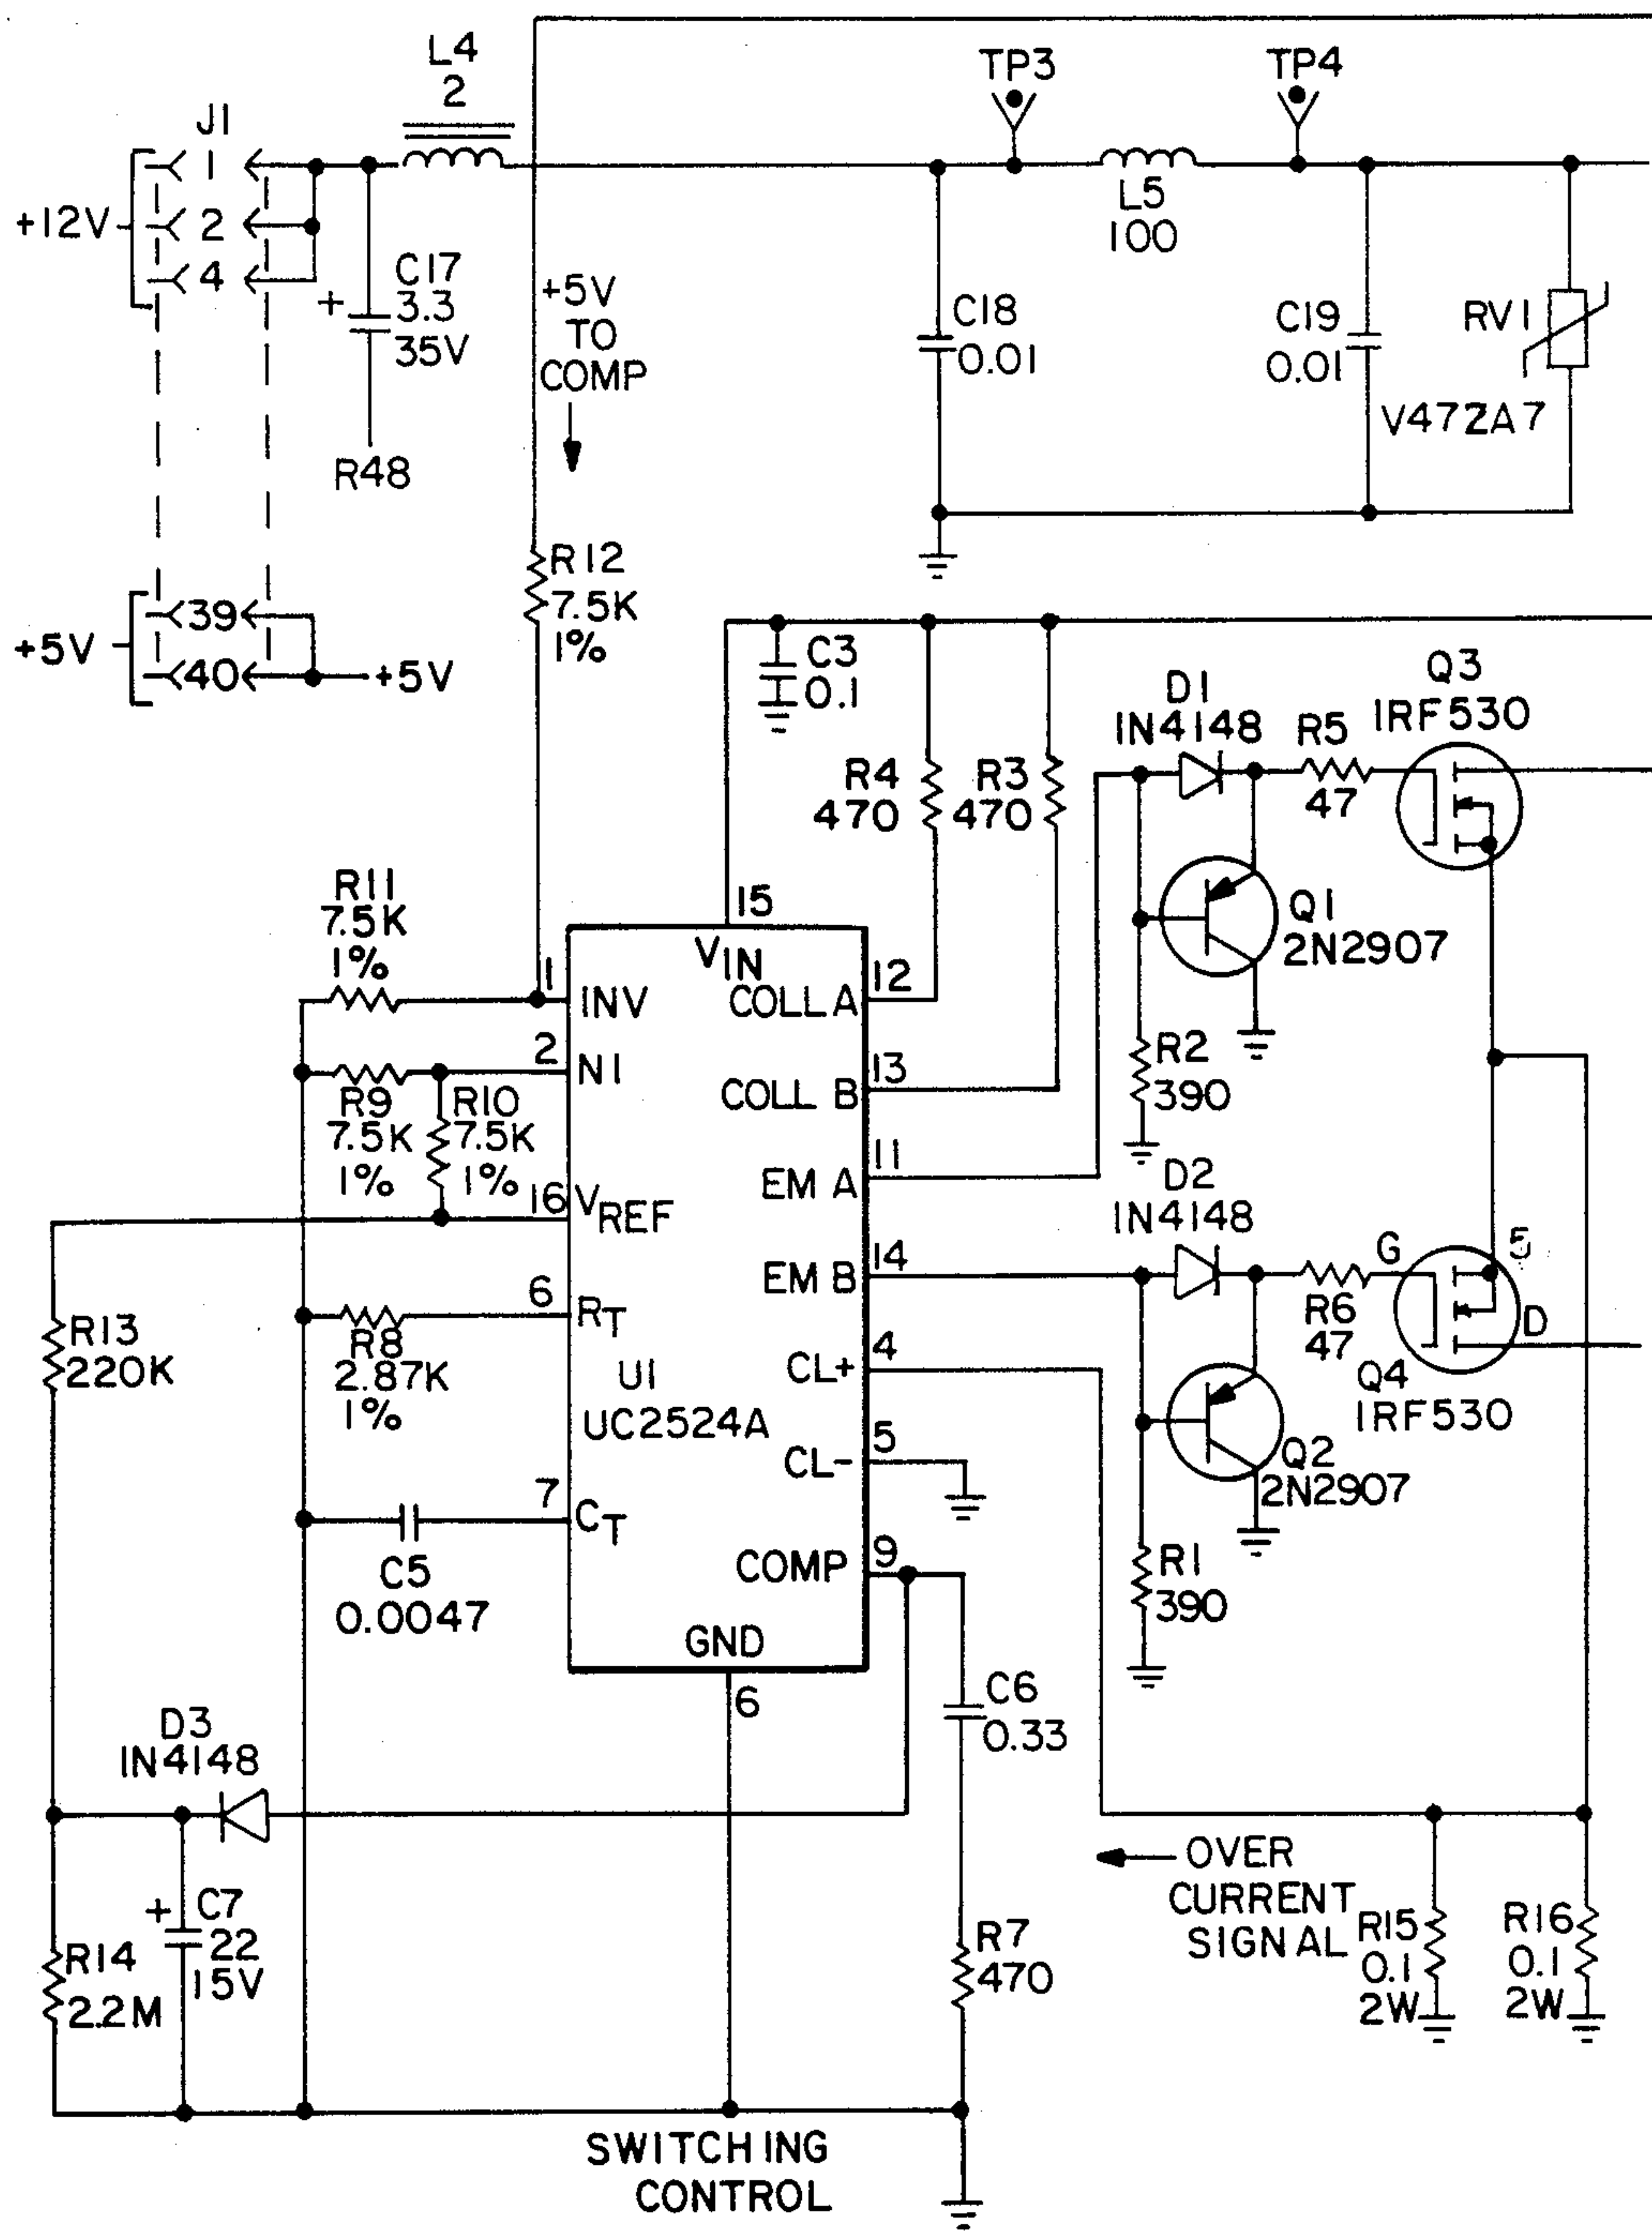 L4
2
TP3
TP4
J1
1
+12V
2
4
L5
100
C17
3.3
35V
+
+5V
TO
COMP
C18
0.01
C19
0.01
RV1
V472A7
R48
R12
7.5K
1%
39
+5V
40
+5V
C3
0.1
D1
1N4148
R5
47
Q3
IRF530
R4
470
R3
470
R11
7.5K
1%
15
VIN
Q1
2N2907
1
INV
COLL A
12
2
NI
R9
7.5K
1%
R10
7.5K
1%
COLL B
13
R2
390
16
VREF
EM A
11
D2
1N4148
EM B
14
G
S
D
R6
47
Q4
IRF530
R13
220K
6
RT
R8
2.87K
1%
U1
UC2524A
CL+
4
CL-
5
Q2
2N2907
7
CT
C5
0.0047
COMP
9
R1
390
GND
6
C6
0.33
D3
1N4148
OVER
CURRENT
SIGNAL
+
C7
22
15V
R14
2.2M
R7
470
R15
0.1
2W
R16
0.1
2W
SWITCHING
CONTROL